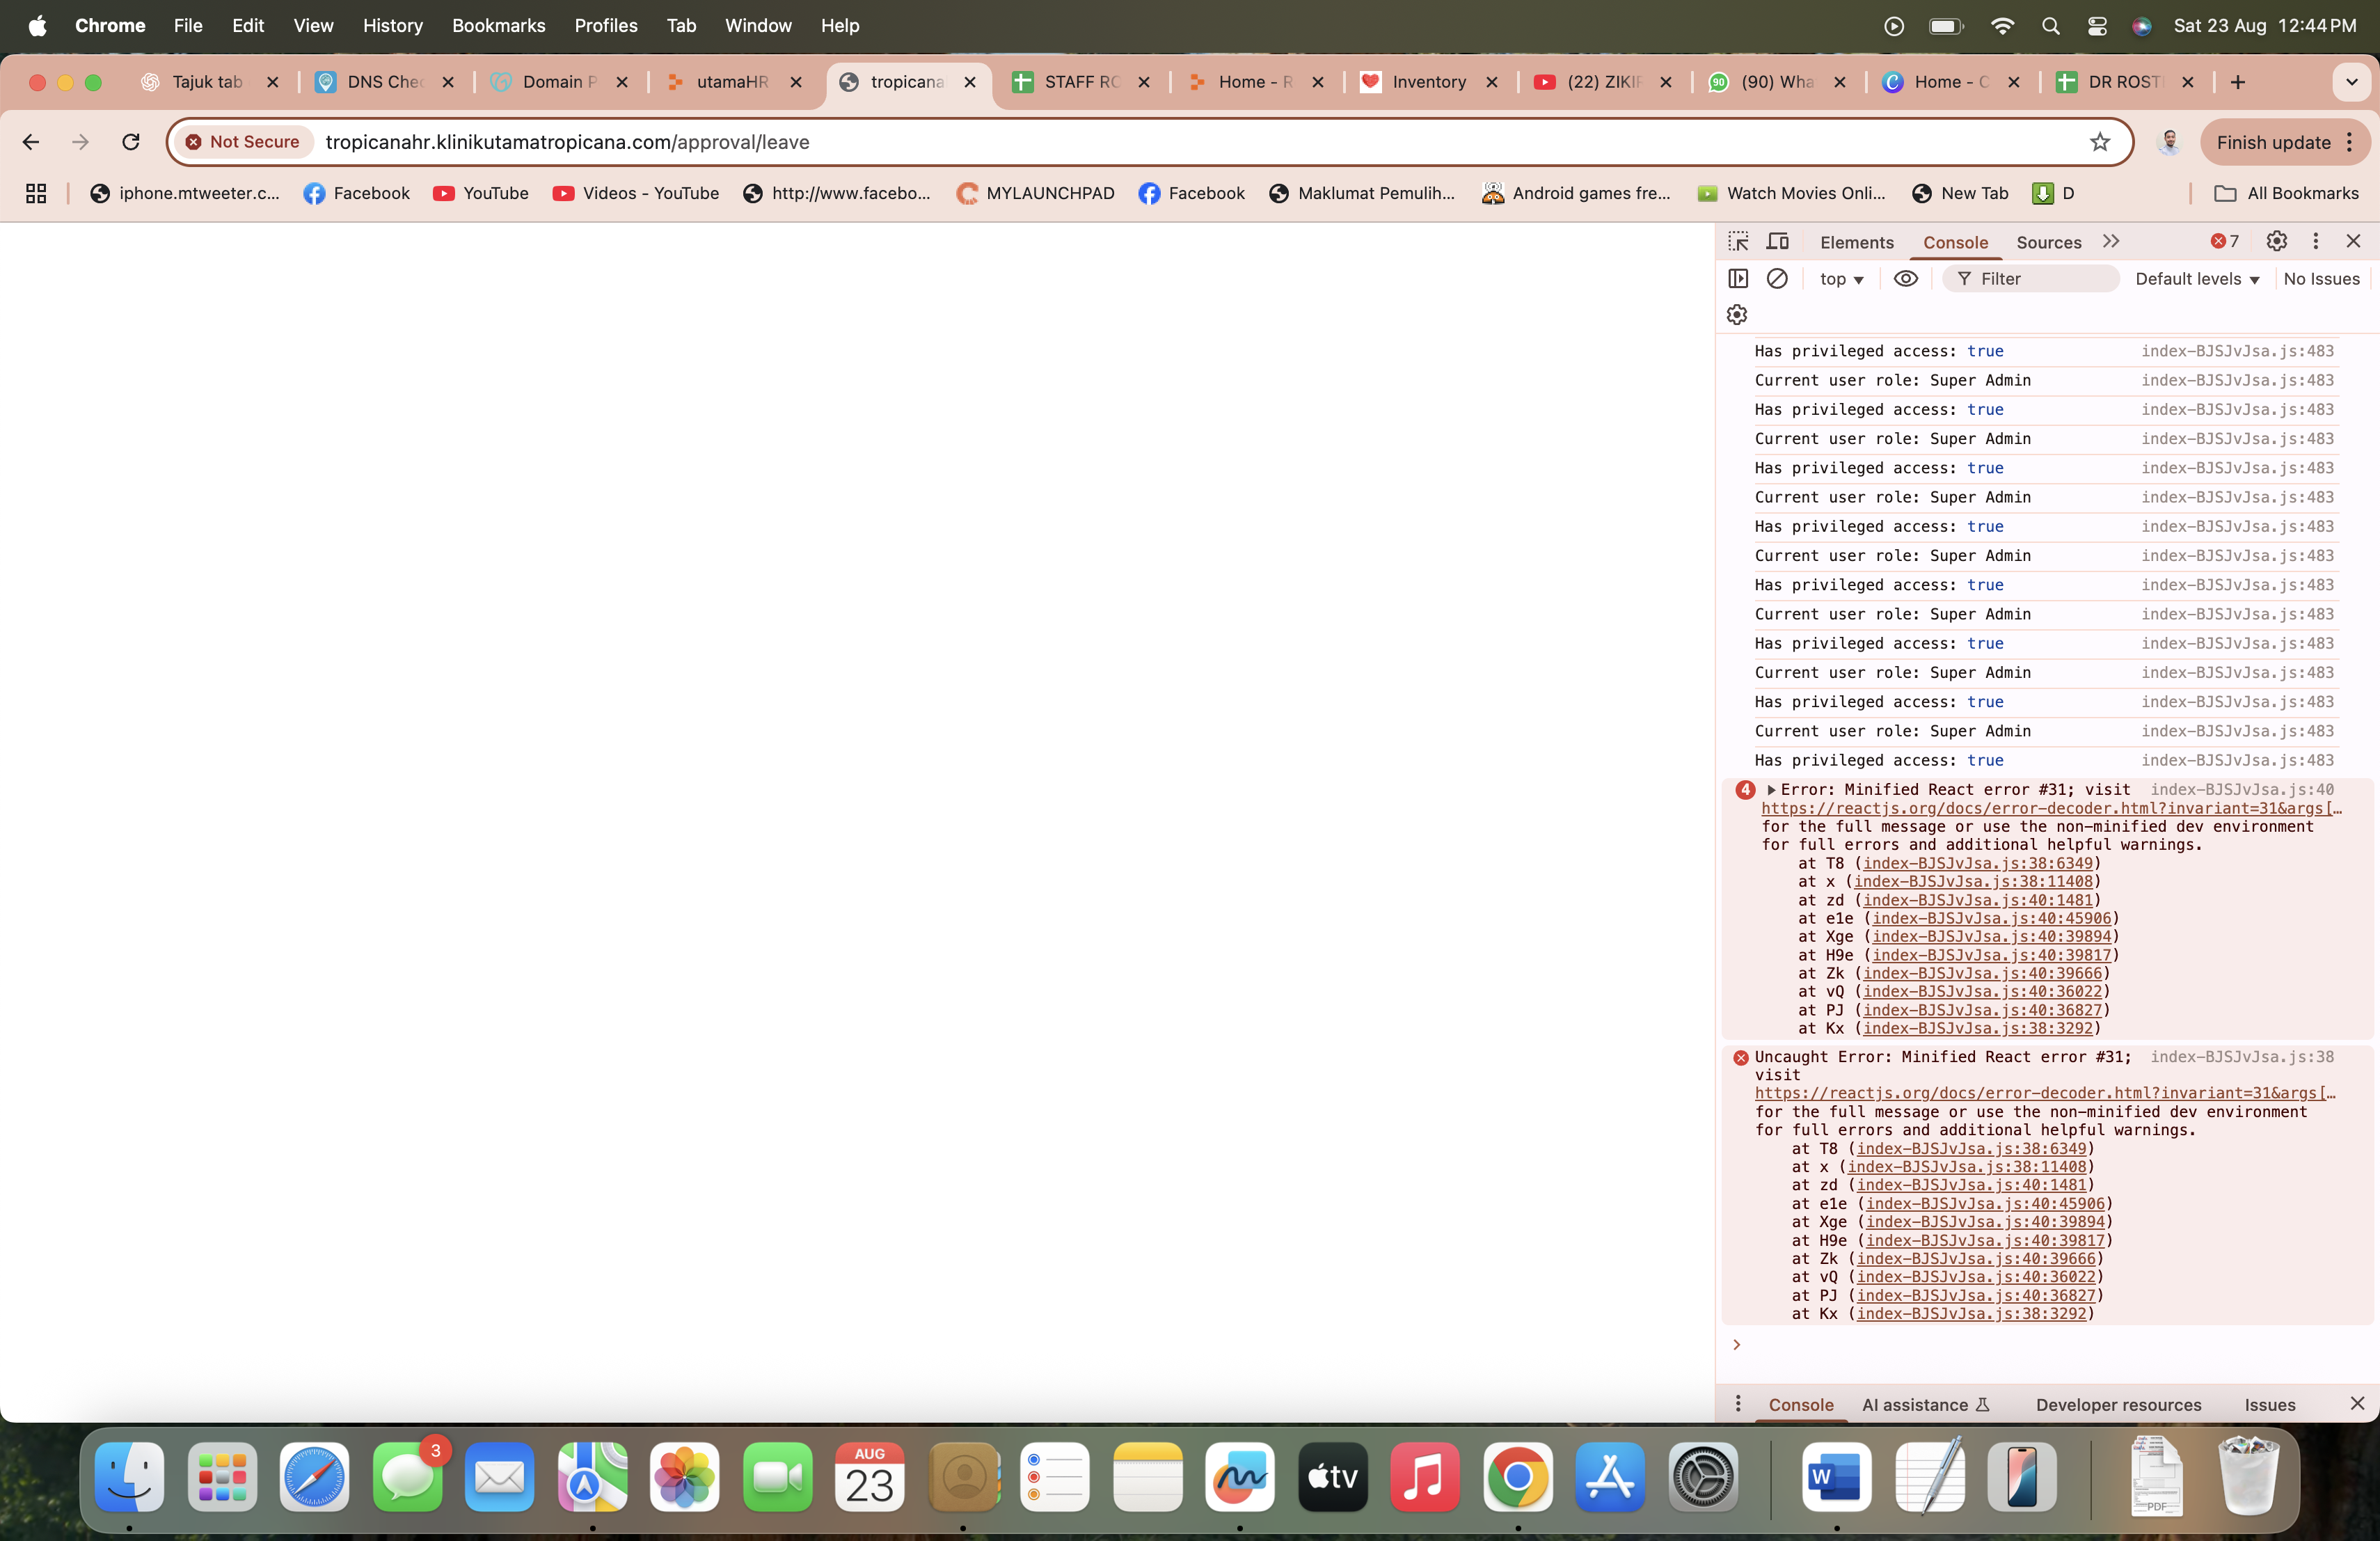 Chrome File Edit View History Bookmarks Profiles Tab Window Help Sat 23 Aug 12:44 PM
Tajuk tab DNS Che Domain P utamaHR tropicana STAFF RO Home - R Inventory (22) ZIKIR (90) Wha Home - C DR ROST
Not Secure tropicanahr.klinikutamatropicana.com/approval/leave Finish update
iphone.mtweeter.c... Facebook YouTube Videos - YouTube http://www.facebo... MYLAUNCHPAD Facebook Maklumat Pemulih... Android games fre... Watch Movies Onli... New Tab D All Bookmarks
Elements Console Sources 7
top Filter Default levels No Issues
Has privileged access: true index-BJSJvJsa.js:483
Current user role: Super Admin index-BJSJvJsa.js:483
Has privileged access: true index-BJSJvJsa.js:483
Current user role: Super Admin index-BJSJvJsa.js:483
Has privileged access: true index-BJSJvJsa.js:483
Current user role: Super Admin index-BJSJvJsa.js:483
Has privileged access: true index-BJSJvJsa.js:483
Current user role: Super Admin index-BJSJvJsa.js:483
Has privileged access: true index-BJSJvJsa.js:483
Current user role: Super Admin index-BJSJvJsa.js:483
Has privileged access: true index-BJSJvJsa.js:483
Current user role: Super Admin index-BJSJvJsa.js:483
Has privileged access: true index-BJSJvJsa.js:483
Current user role: Super Admin index-BJSJvJsa.js:483
Has privileged access: true index-BJSJvJsa.js:483
4 Error: Minified React error #31; visit index-BJSJvJsa.js:40
https://reactjs.org/docs/error-decoder.html?invariant=31&args[…
for the full message or use the non-minified dev environment
for full errors and additional helpful warnings.
at T8 (index-BJSJvJsa.js:38:6349)
at x (index-BJSJvJsa.js:38:11408)
at zd (index-BJSJvJsa.js:40:1481)
at e1e (index-BJSJvJsa.js:40:45906)
at Xge (index-BJSJvJsa.js:40:39894)
at H9e (index-BJSJvJsa.js:40:39817)
at Zk (index-BJSJvJsa.js:40:39666)
at vQ (index-BJSJvJsa.js:40:36022)
at PJ (index-BJSJvJsa.js:40:36827)
at Kx (index-BJSJvJsa.js:38:3292)
Uncaught Error: Minified React error #31; index-BJSJvJsa.js:38
visit
https://reactjs.org/docs/error-decoder.html?invariant=31&args[…
for the full message or use the non-minified dev environment
for full errors and additional helpful warnings.
at T8 (index-BJSJvJsa.js:38:6349)
at x (index-BJSJvJsa.js:38:11408)
at zd (index-BJSJvJsa.js:40:1481)
at e1e (index-BJSJvJsa.js:40:45906)
at Xge (index-BJSJvJsa.js:40:39894)
at H9e (index-BJSJvJsa.js:40:39817)
at Zk (index-BJSJvJsa.js:40:39666)
at vQ (index-BJSJvJsa.js:40:36022)
at PJ (index-BJSJvJsa.js:40:36827)
at Kx (index-BJSJvJsa.js:38:3292)
Console AI assistance Developer resources Issues
3 AUG 23 tv W PDF